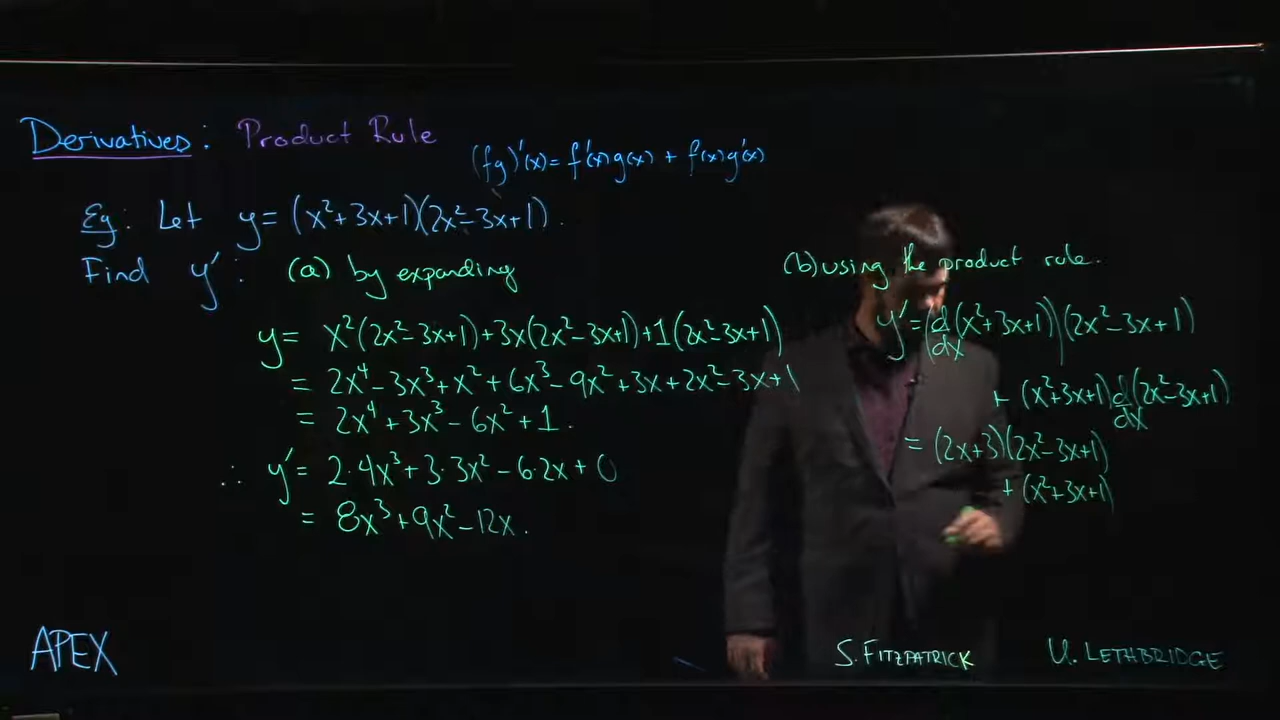 Derivatives: Product Rule
(fg)'(x) = f'(x)g(x) + f(x)g'(x)
Eg: Let y = (x² + 3x + 1)(2x² - 3x + 1).
Find y': (a) by expanding
y = x²(2x² - 3x + 1) + 3x(2x² - 3x + 1) + 1(2x² - 3x + 1)
= 2x⁴ - 3x³ + x² + 6x³ - 9x² + 3x + 2x² - 3x + 1
= 2x⁴ + 3x³ - 6x² + 1.
∴ y' = 2·4x³ + 3·3x² - 6·2x + 0
= 8x³ + 9x² - 12x.
(b) using the product rule.
y' = (d/dx (x² + 3x + 1))(2x² - 3x + 1)
+ (x² + 3x + 1) d/dx (2x² - 3x + 1)
= (2x + 3)(2x² - 3x + 1)
+ (x² + 3x + 1)
APEX
S. FITZPATRICK
U. LETHBRIDGE